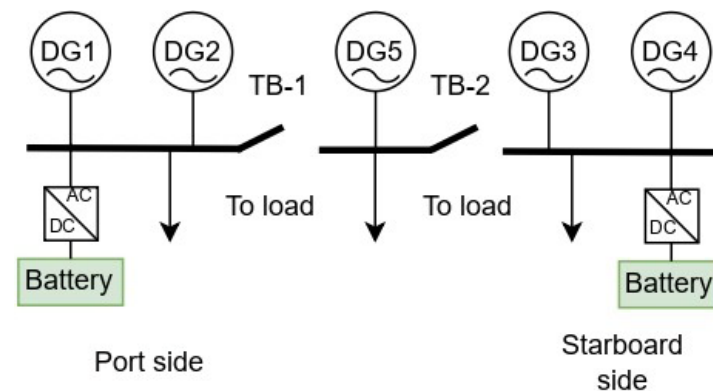 DG1
DG2
DG5
DG3
DG4
TB-1
TB-2
AC
DC
To load
To load
AC
DC
Battery
Battery
Port side
Starboard
side